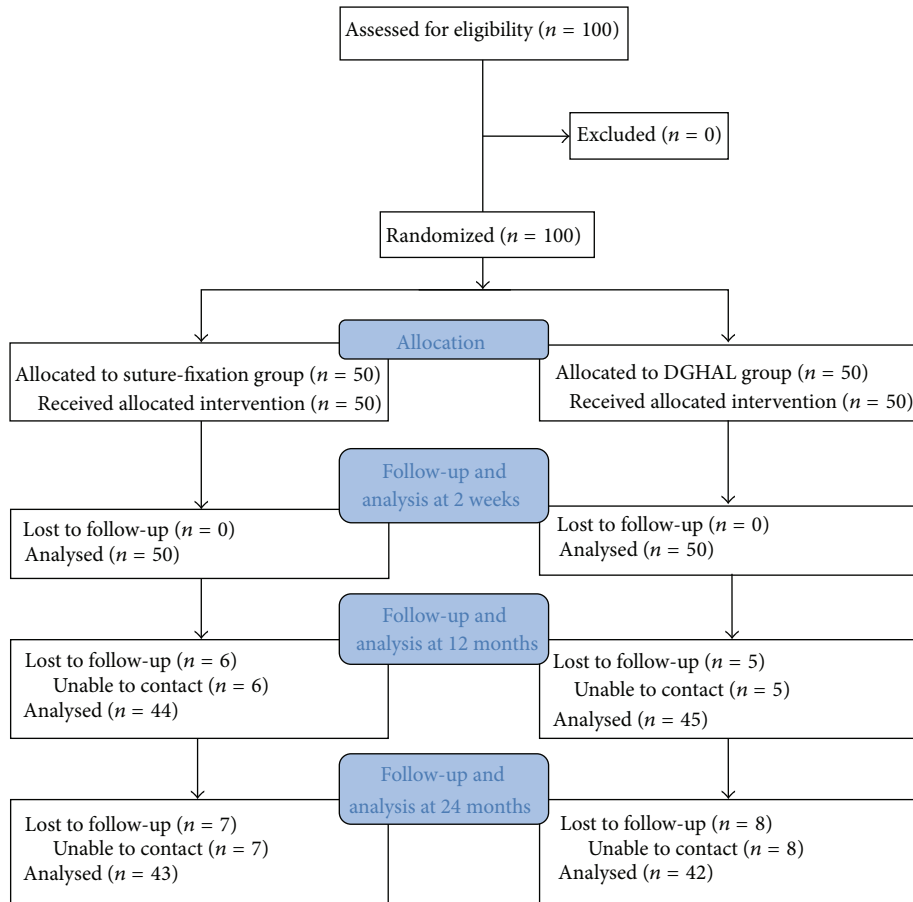 Assessed for eligibility (n = 100)
Excluded (n = 0)
Randomized (n = 100)
Allocation
Allocated to suture-fixation group (n = 50)
Received allocated intervention (n = 50)
Allocated to DGHAL group (n = 50)
Received allocated intervention (n = 50)
Follow-up and
analysis at 2 weeks
Lost to follow-up (n = 0)
Analysed (n = 50)
Lost to follow-up (n = 0)
Analysed (n = 50)
Follow-up and
analysis at 12 months
Lost to follow-up (n = 6)
Unable to contact (n = 6)
Analysed (n = 44)
Lost to follow-up (n = 5)
Unable to contact (n = 5)
Analysed (n = 45)
Follow-up and
analysis at 24 months
Lost to follow-up (n = 7)
Unable to contact (n = 7)
Analysed (n = 43)
Lost to follow-up (n = 8)
Unable to contact (n = 8)
Analysed (n = 42)